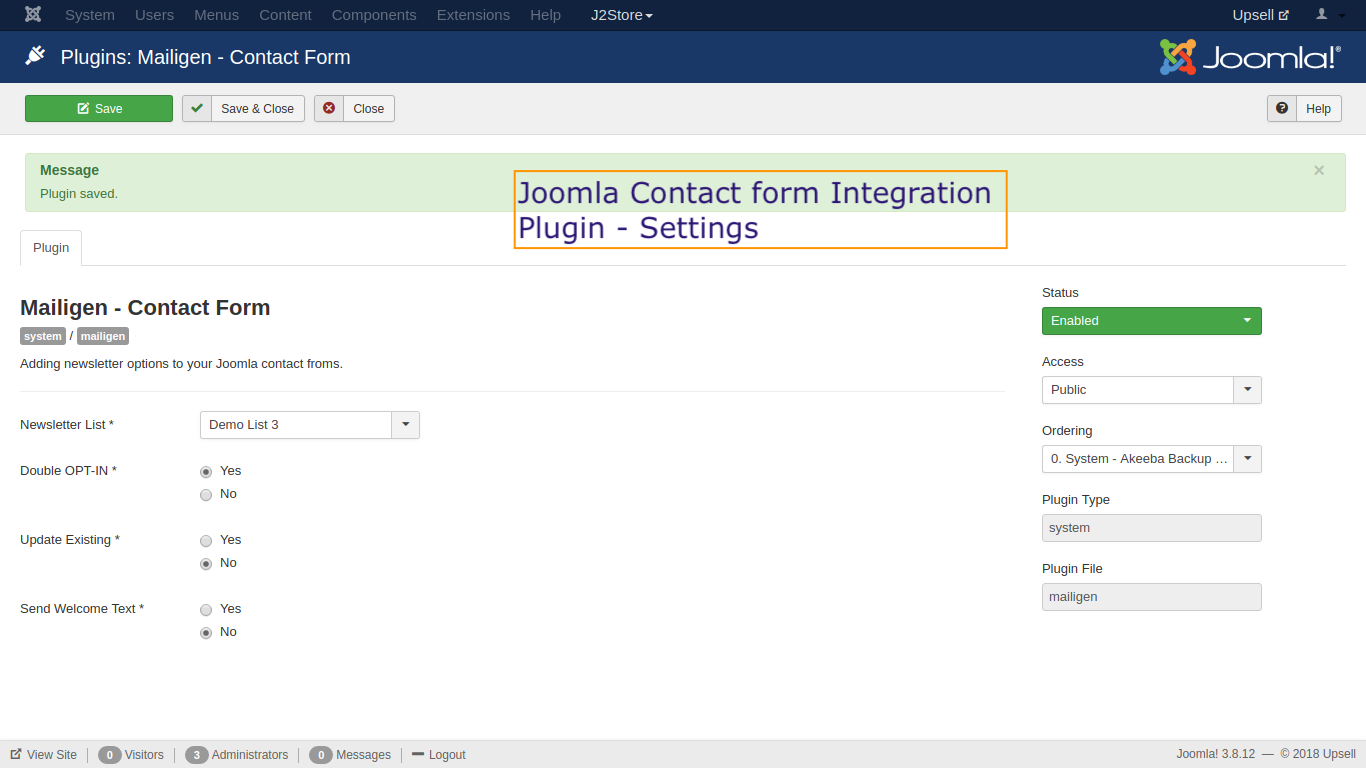 System Users Menus Content Components Extensions Help J2Store Upsell
Plugins: Mailigen - Contact Form Joomla!®
Save Save & Close Close Help
Message ×
Plugin saved.
Joomla Contact form Integration
Plugin - Settings
Plugin
Mailigen - Contact Form
system / mailigen
Adding newsletter options to your Joomla contact froms.
Newsletter List * Demo List 3
Double OPT-IN * Yes
No
Update Existing * Yes
No
Send Welcome Text * Yes
No
Status
Enabled
Access
Public
Ordering
0. System - Akeeba Backup ...
Plugin Type
system
Plugin File
mailigen
View Site 0 Visitors 3 Administrators 0 Messages Logout Joomla! 3.8.12 — © 2018 Upsell